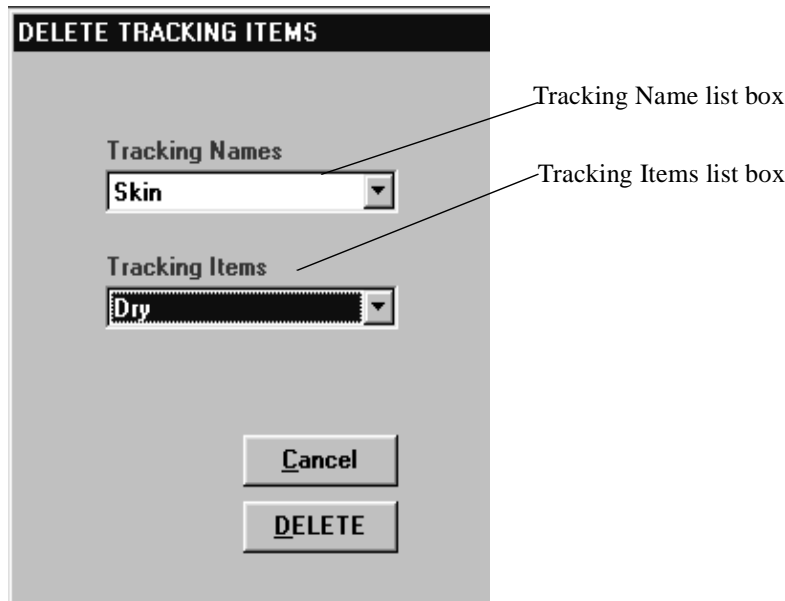 DELETE TRACKING ITEMS
Tracking Name list box
Tracking Names
Skin
Tracking Items list box
Tracking Items
Dry
Cancel
DELETE